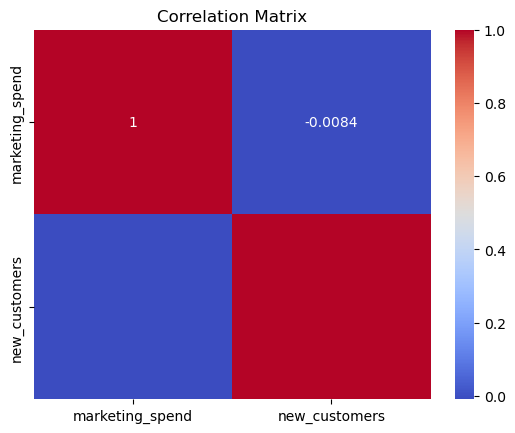 Correlation Matrix
marketing_spend
1
-0.0084
new_customers
marketing_spend
new_customers
1.0
0.8
0.6
0.4
0.2
0.0